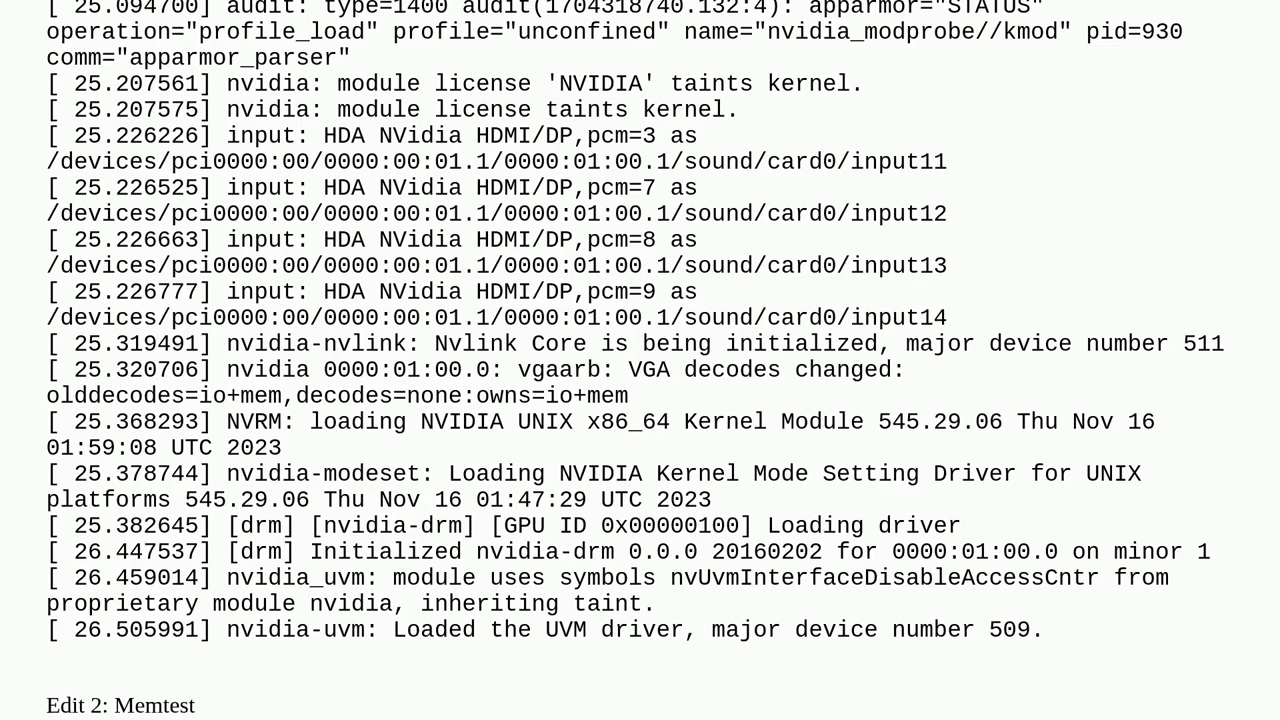 [ 25.094700] audit: type=1400 audit(1704318740.132:4): apparmor="STATUS"
operation="profile_load" profile="unconfined" name="nvidia_modprobe//kmod" pid=930
comm="apparmor_parser"
[ 25.207561] nvidia: module license 'NVIDIA' taints kernel.
[ 25.207575] nvidia: module license taints kernel.
[ 25.226226] input: HDA NVidia HDMI/DP,pcm=3 as
/devices/pci0000:00/0000:00:01.1/0000:01:00.1/sound/card0/input11
[ 25.226525] input: HDA NVidia HDMI/DP,pcm=7 as
/devices/pci0000:00/0000:00:01.1/0000:01:00.1/sound/card0/input12
[ 25.226663] input: HDA NVidia HDMI/DP,pcm=8 as
/devices/pci0000:00/0000:00:01.1/0000:01:00.1/sound/card0/input13
[ 25.226777] input: HDA NVidia HDMI/DP,pcm=9 as
/devices/pci0000:00/0000:00:01.1/0000:01:00.1/sound/card0/input14
[ 25.319491] nvidia-nvlink: Nvlink Core is being initialized, major device number 511
[ 25.320706] nvidia 0000:01:00.0: vgaarb: VGA decodes changed:
olddecodes=io+mem,decodes=none:owns=io+mem
[ 25.368293] NVRM: loading NVIDIA UNIX x86_64 Kernel Module 545.29.06 Thu Nov 16
01:59:08 UTC 2023
[ 25.378744] nvidia-modeset: Loading NVIDIA Kernel Mode Setting Driver for UNIX
platforms 545.29.06 Thu Nov 16 01:47:29 UTC 2023
[ 25.382645] [drm] [nvidia-drm] [GPU ID 0x00000100] Loading driver
[ 26.447537] [drm] Initialized nvidia-drm 0.0.0 20160202 for 0000:01:00.0 on minor 1
[ 26.459014] nvidia_uvm: module uses symbols nvUvmInterfaceDisableAccessCntr from
proprietary module nvidia, inheriting taint.
[ 26.505991] nvidia-uvm: Loaded the UVM driver, major device number 509.
Edit 2: Memtest